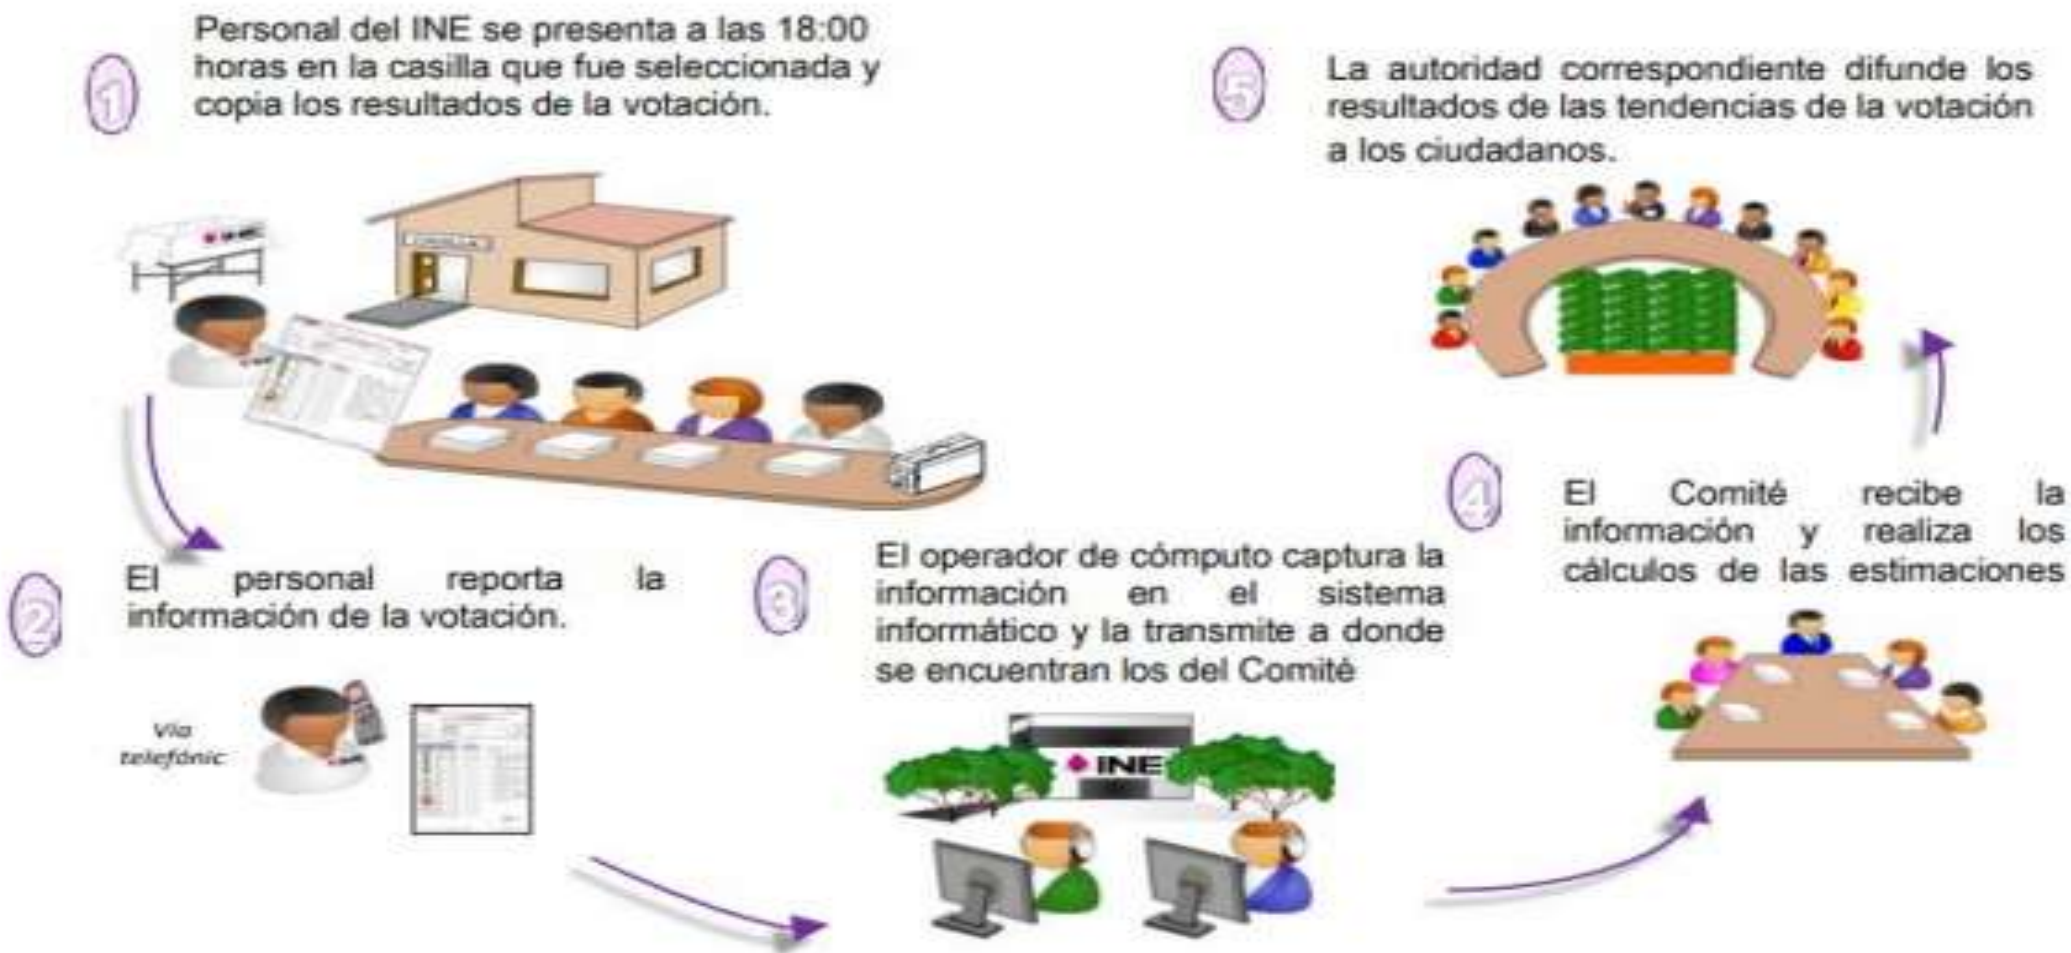 1
Personal del INE se presenta a las 18:00
horas en la casilla que fue seleccionada y
copia los resultados de la votación.
INE
CASILLA
2
El personal reporta la
información de la votación.
Vía
telefónic
3
El operador de cómputo captura la
información en el sistema
informático y la transmite a donde
se encuentran los del Comité
INE
4
El Comité recibe la
información y realiza los
cálculos de las estimaciones
5
La autoridad correspondiente difunde los
resultados de las tendencias de la votación
a los ciudadanos.